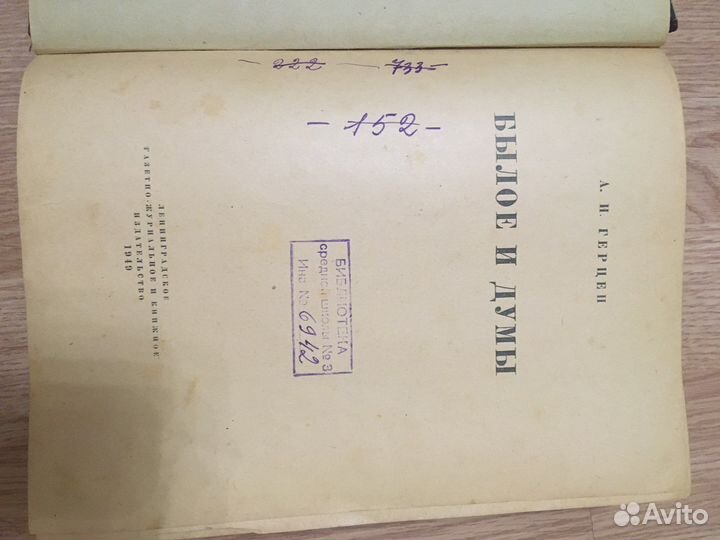 А. И. ГЕРЦЕН
БЫЛОЕ И ДУМЫ
- 222 - 733 -
- 152 -
БИБЛИОТЕКА
средней школы № 3
Инв № 6942
ЛЕНИНГРАДСКОЕ
ГАЗЕТНО-ЖУРНАЛЬНОЕ И КНИЖНОЕ
ИЗДАТЕЛЬСТВО
1949
Avito